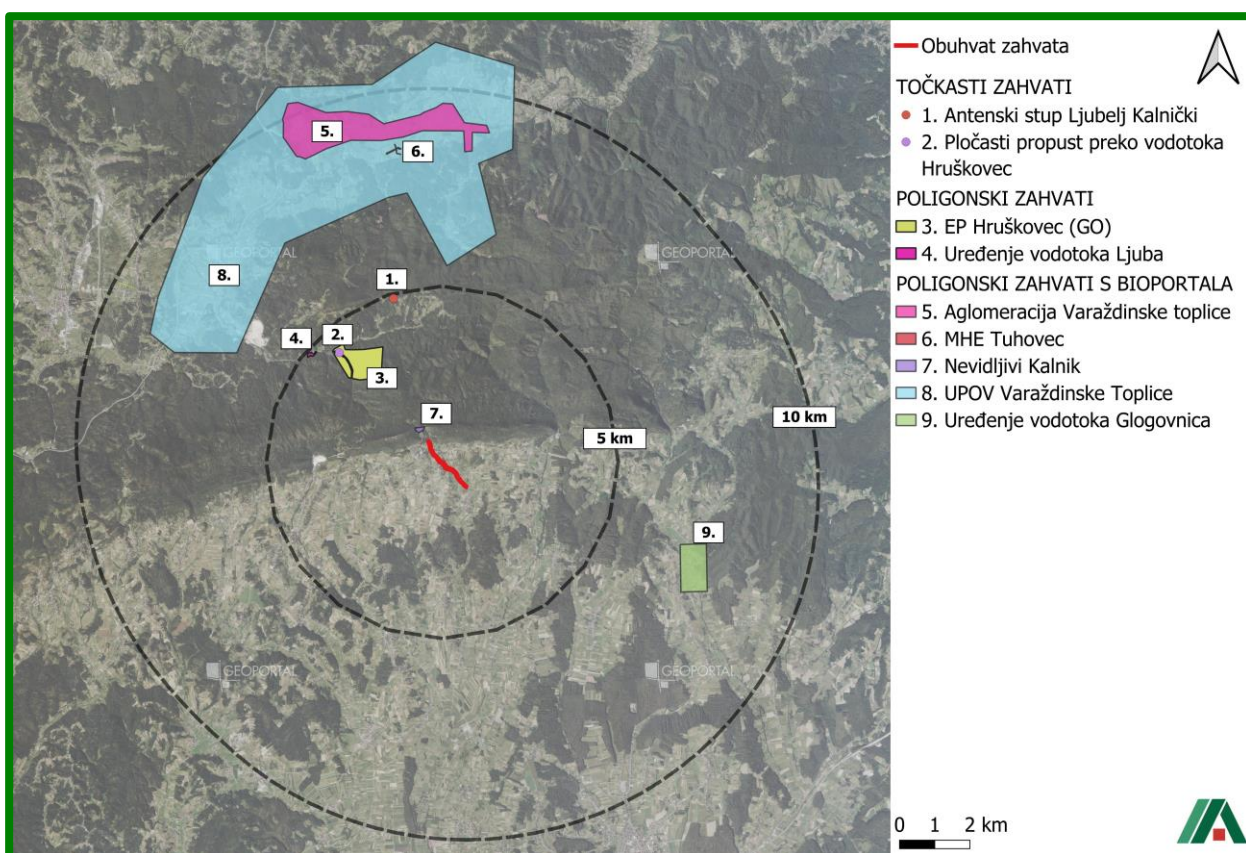 Obuhvat zahvata
TOČKASTI ZAHVATI
1. Antenski stup Ljubelj Kalnički
2. Pločasti propust preko vodotoka
Hruškovec
POLIGONSKI ZAHVATI
3. EP Hruškovec (GO)
4. Uređenje vodotoka Ljuba
POLIGONSKI ZAHVATI S BIOPORTALA
5. Aglomeracija Varaždinske toplice
6. MHE Tuhovec
7. Nevidljivi Kalnik
8. UPOV Varaždinske Toplice
9. Uređenje vodotoka Glogovnica
5.
6.
GEOPORTAL
GEOPORTAL
8.
1.
4.
2.
3.
7.
5 km
10 km
9.
GEOPORTAL
GEOPORTAL
0 1 2 km